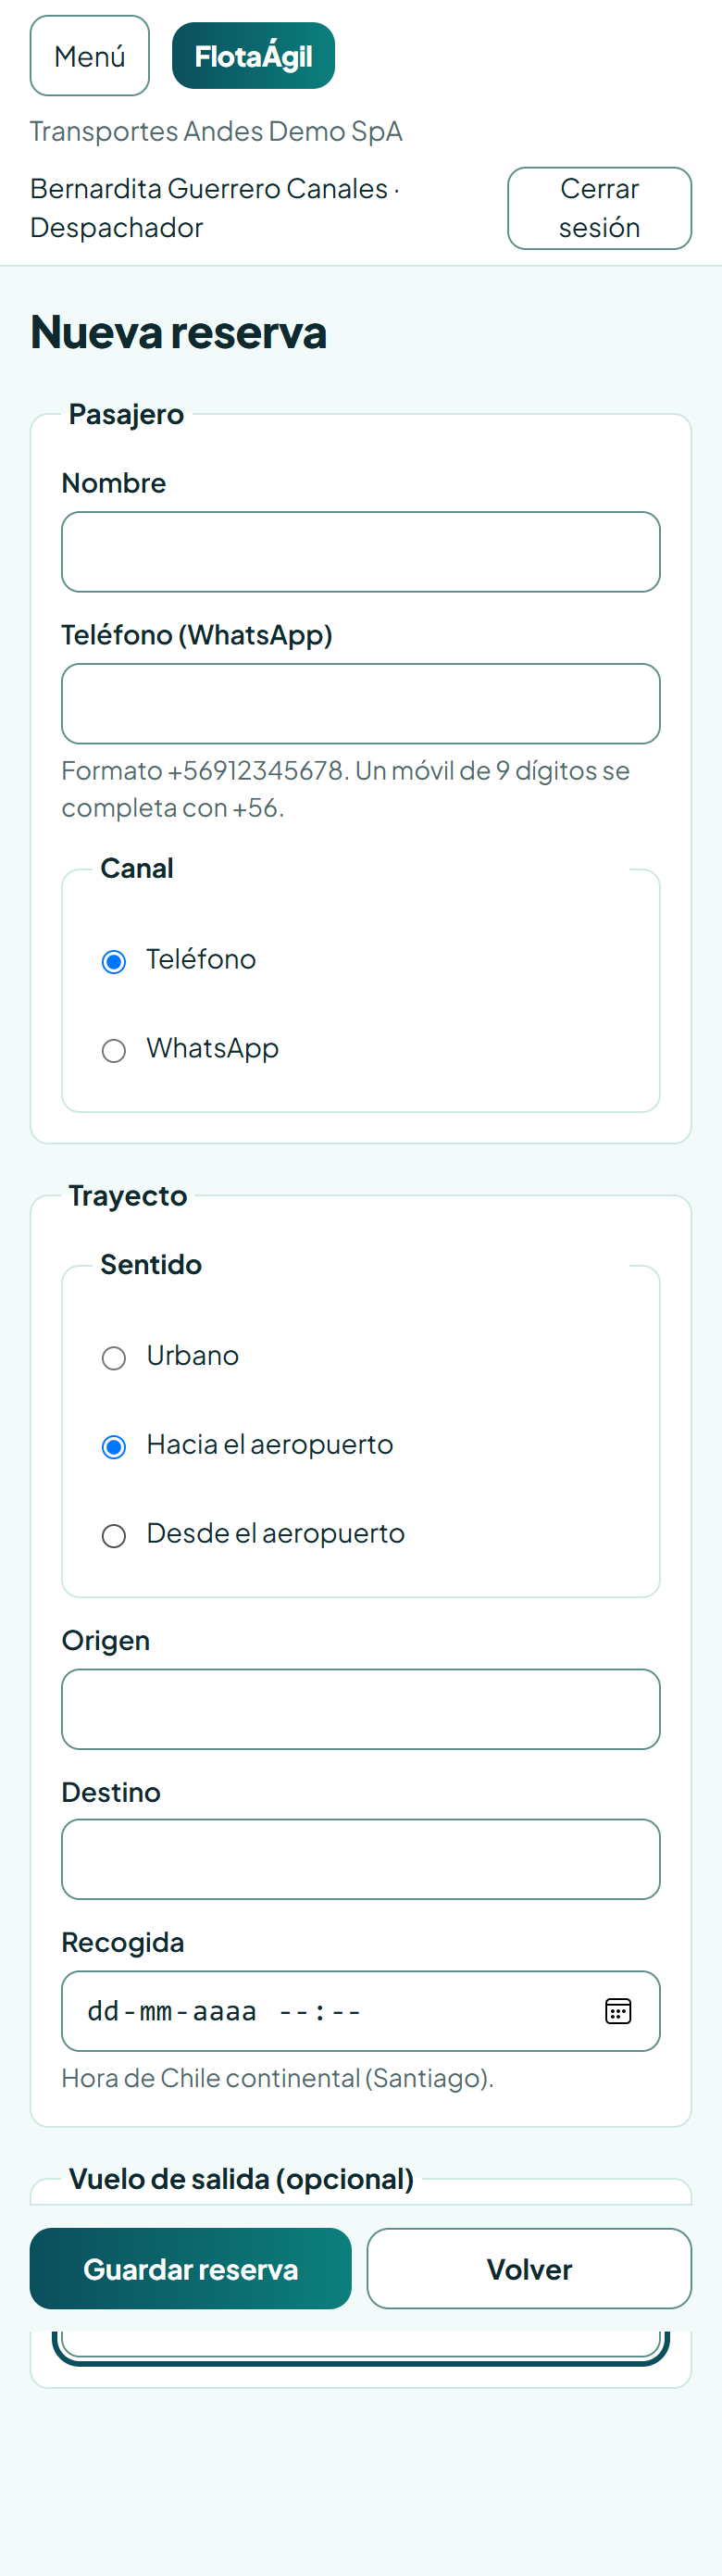 Menú
FlotaÁgil
Transportes Andes Demo SpA
Bernardita Guerrero Canales ·
Despachador
Cerrar
sesión
Nueva reserva
Pasajero
Nombre
Teléfono (WhatsApp)
Formato +56912345678. Un móvil de 9 dígitos se
completa con +56.
Canal
Teléfono
WhatsApp
Trayecto
Sentido
Urbano
Hacia el aeropuerto
Desde el aeropuerto
Origen
Destino
Recogida
dd-mm-aaaa --:--
Hora de Chile continental (Santiago).
Vuelo de salida (opcional)
Guardar reserva
Volver